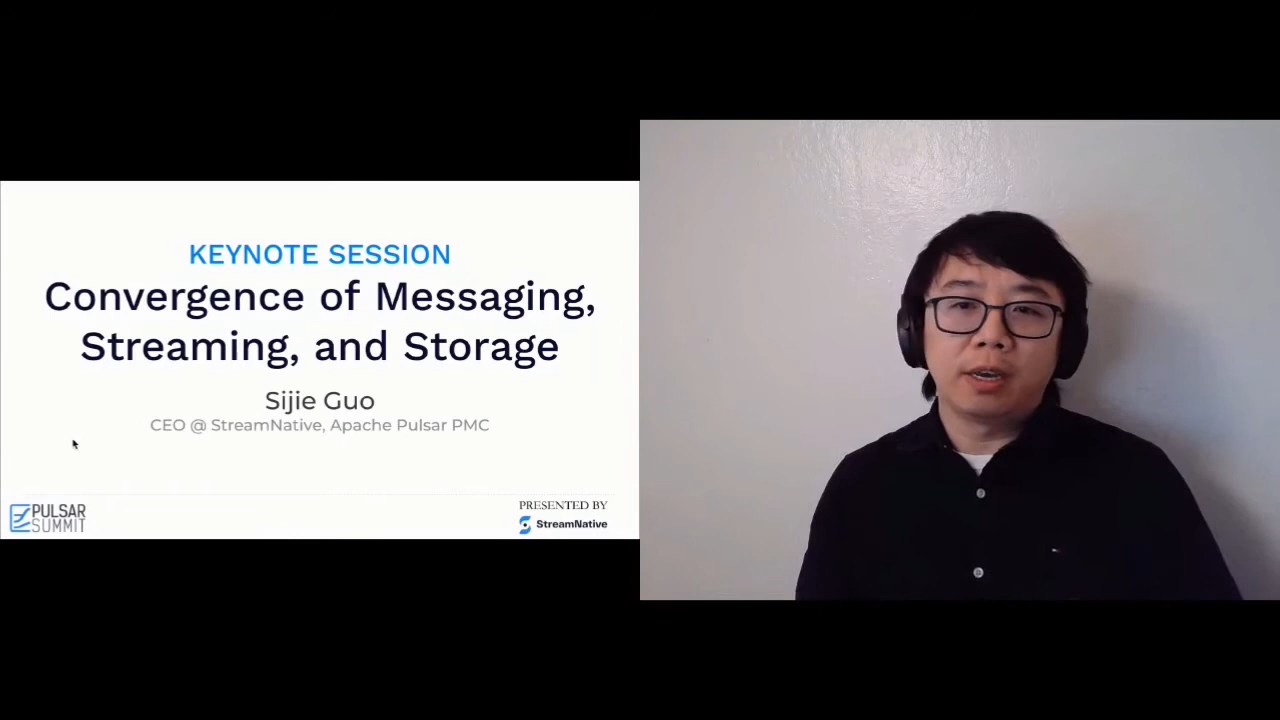 KEYNOTE SESSION
Convergence of Messaging,
Streaming, and Storage
Sijie Guo
CEO @ StreamNative, Apache Pulsar PMC
PULSAR
SUMMIT
PRESENTED BY
StreamNative